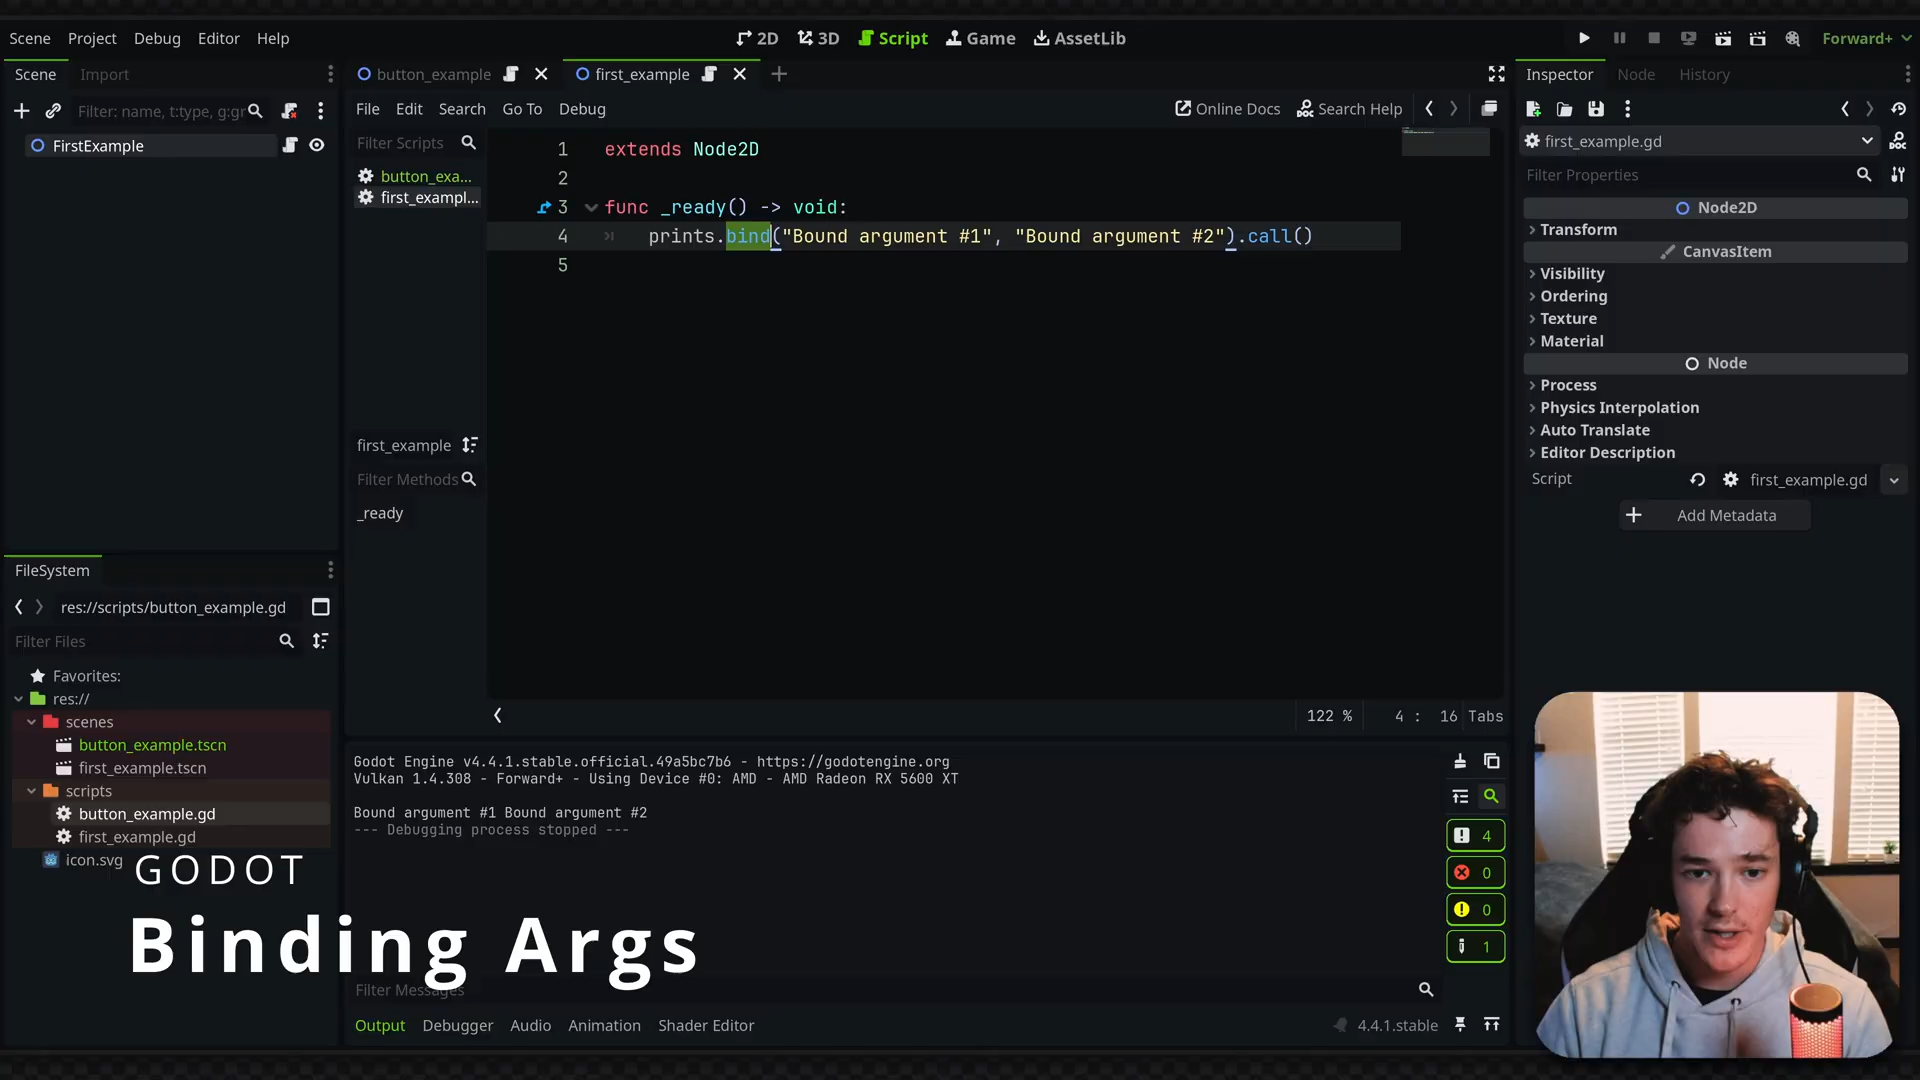 Scene Project Debug Editor Help
2D 3D Script Game AssetLib
Forward+
Scene Import
Filter: name, t:type, g:gr
FirstExample
button_example first_example
File Edit Search Go To Debug
Online Docs Search Help
Filter Scripts
button_exa...
first_exampl...
first_example
Filter Methods
_ready
1 extends Node2D
2
3 func _ready() -> void:
4 prints.bind("Bound argument #1", "Bound argument #2").call()
5
122 % 4 : 16 Tabs
Godot Engine v4.4.1.stable.official.49a5bc7b6 - https://godotengine.org
Vulkan 1.4.308 - Forward+ - Using Device #0: AMD - AMD Radeon RX 5600 XT
Bound argument #1 Bound argument #2
--- Debugging process stopped ---
4
0
0
1
Filter Messages
Output Debugger Audio Animation Shader Editor
4.4.1.stable
FileSystem
res://scripts/button_example.gd
Filter Files
Favorites:
res://
scenes
button_example.tscn
first_example.tscn
scripts
button_example.gd
first_example.gd
icon.svg
GODOT
Binding Args
Inspector Node History
first_example.gd
DOC
Filter Properties
Node2D
Transform
CanvasItem
Visibility
Ordering
Texture
Material
Node
Process
Physics Interpolation
Auto Translate
Editor Description
Script first_example.gd
Add Metadata